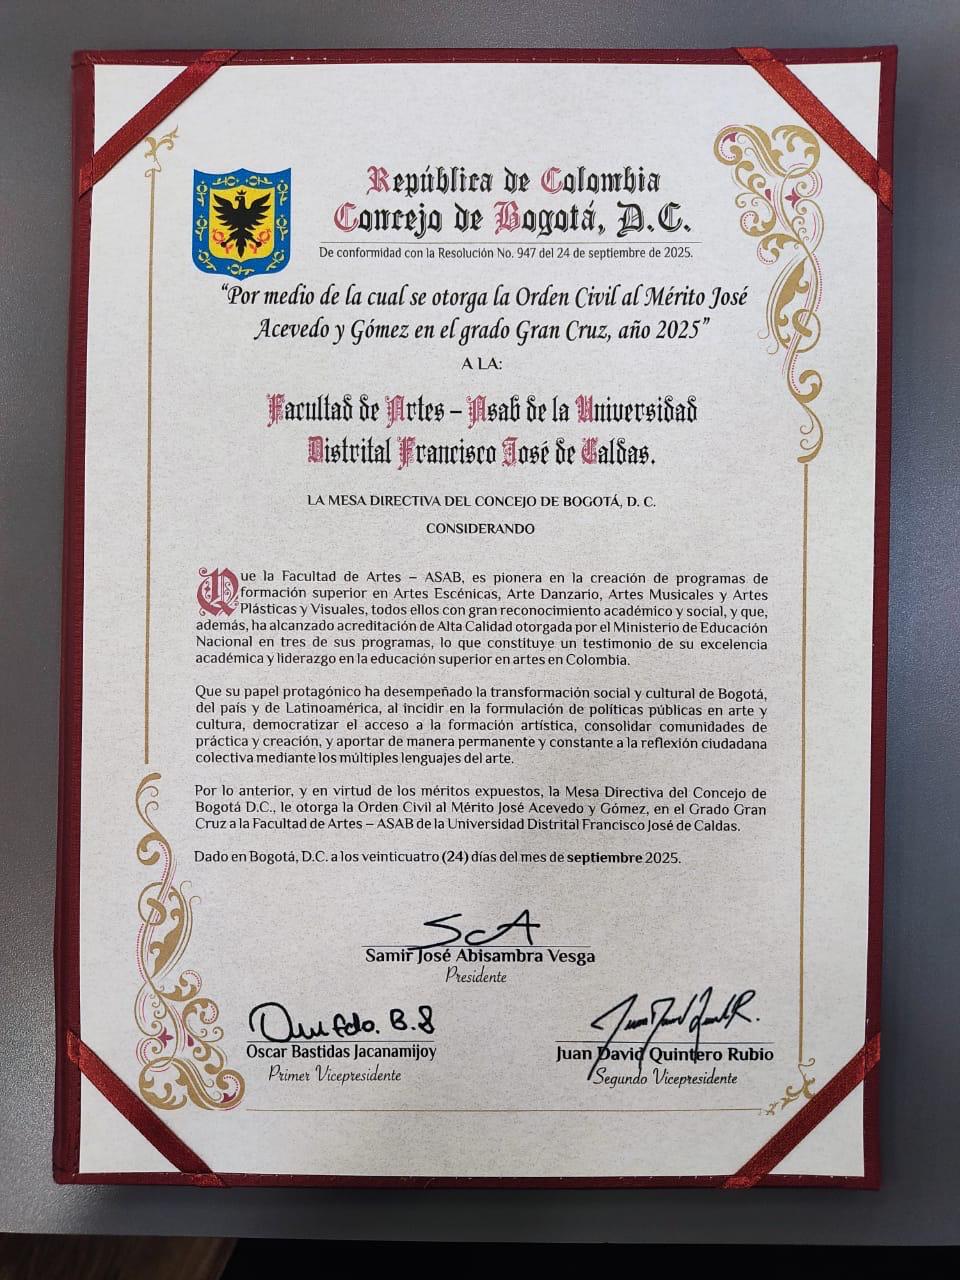 República de Colombia
Concejo de Bogotá, D.C.
De conformidad con la Resolución No. 947 del 24 de septiembre de 2025.
“Por medio de la cual se otorga la Orden Civil al Mérito José
Acevedo y Gómez en el grado Gran Cruz, año 2025”
A LA:
Facultad de Artes – Asab de la Universidad
Distrital Francisco José de Caldas.
LA MESA DIRECTIVA DEL CONCEJO DE BOGOTÁ, D. C.
CONSIDERANDO
Que la Facultad de Artes – ASAB, es pionera en la creación de programas de
formación superior en Artes Escénicas, Arte Danzario, Artes Musicales y Artes
Plásticas y Visuales, todos ellos con gran reconocimiento académico y social, y que,
además, ha alcanzado acreditación de Alta Calidad otorgada por el Ministerio de Educación
Nacional en tres de sus programas, lo que constituye un testimonio de su excelencia
académica y liderazgo en la educación superior en artes en Colombia.
Que su papel protagónico ha desempeñado la transformación social y cultural de Bogotá,
del país y de Latinoamérica, al incidir en la formulación de políticas públicas en arte y
cultura, democratizar el acceso a la formación artística, consolidar comunidades de
práctica y creación, y aportar de manera permanente y constante a la reflexión ciudadana
colectiva mediante los múltiples lenguajes del arte.
Por lo anterior, y en virtud de los méritos expuestos, la Mesa Directiva del Concejo de
Bogotá D.C., le otorga la Orden Civil al Mérito José Acevedo y Gómez, en el Grado Gran
Cruz a la Facultad de Artes – ASAB de la Universidad Distrital Francisco José de Caldas.
Dado en Bogotá, D.C. a los veinticuatro (24) días del mes de septiembre 2025.
Samir José Abisambra Vesga
Presidente
Oscar Bastidas Jacanamijoy
Primer Vicepresidente
Juan David Quintero Rubio
Segundo Vicepresidente